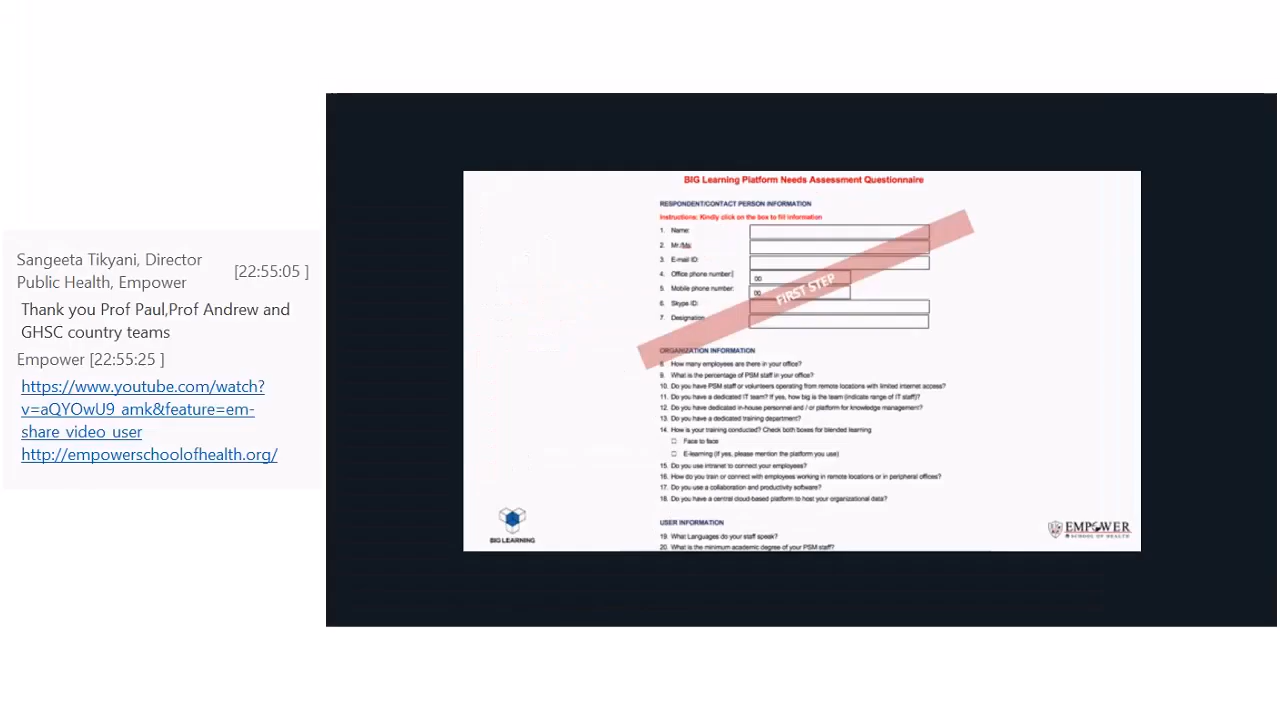 Sangeeta Tikyani, Director
Public Health, Empower
[22:55:05 ]
Thank you Prof Paul,Prof Andrew and
GHSC country teams
Empower [22:55:25 ]
https://www.youtube.com/watch?
v=aQYOwU9_amk&feature=em-
share_video_user
http://empowerschoolofhealth.org/
BIG Learning Platform Needs Assessment Questionnaire
RESPONDENT/CONTACT PERSON INFORMATION
Instructions: Kindly click on the box to fill information
1. Name:
2. Mr./Ms:
3. E-mail ID:
4. Office phone number: 00
5. Mobile phone number: 00
6. Skype ID:
7. Designation
FIRST STEP
ORGANIZATION INFORMATION
8. How many employees are there in your office?
9. What is the percentage of PSM staff in your office?
10. Do you have PSM staff or volunteers operating from remote locations with limited internet access?
11. Do you have a dedicated IT team? If yes, how big is the team (indicate range of IT staff)?
12. Do you have dedicated in-house personnel and / or platform for knowledge management?
13. Do you have a dedicated training department?
14. How is your training conducted? Check both boxes for blended learning
Face to face
E-learning (if yes, please mention the platform you use)
15. Do you use intranet to connect your employees?
16. How do you train or connect with employees working in remote locations or in peripheral offices?
17. Do you use a collaboration and productivity software?
18. Do you have a central cloud-based platform to host your organizational data?
USER INFORMATION
19. What Languages do your staff speak?
20. What is the minimum academic degree of your PSM staff?
BIG LEARNING
EMPOWER
SCHOOL OF HEALTH